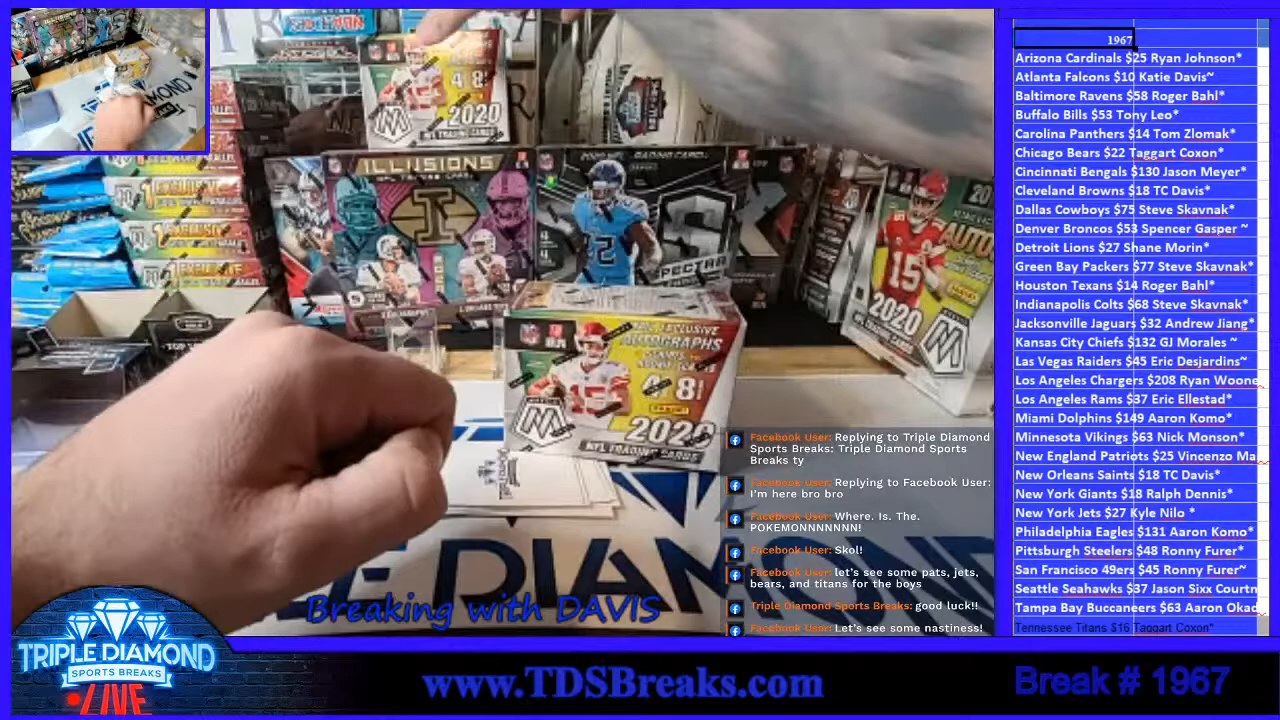 1967
Arizona Cardinals $25 Ryan Johnson*
Atlanta Falcons $10 Katie Davis~
Baltimore Ravens $58 Roger Bahl*
Buffalo Bills $53 Tony Leo*
Carolina Panthers $14 Tom Zlomak*
Chicago Bears $22 Taggart Coxon*
Cincinati Bengals $130 Jason Meyer*
Cleveland Browns $18 TC Davis*
Dallas Cowboys $75 Steve Skavnak*
Denver Broncos $53 Spencer Gasper ~
Detroit Lions $27 Shane Morin*
Green Bay Packers $77 Steve Skavnak*
Houston Texans $14 Roger Bahl*
Indianapolis Colts $68 Steve Skavnak*
Jacksonville Jaguars $32 Andrew Jiang*
Kansas City Chiefs $132 GJ Morales ~
Las Vegas Raiders $45 Eric Desjardins~
Los Angeles Chargers $208 Ryan Woone
Los Angeles Rams $37 Eric Ellestad*
Miami Dolphins $149 Aaron Komo*
Minnesota Vikings $63 Nick Monson*
New England Patriots $25 Vincenzo Ma
New Orleans Saints $18 TC Davis*
New York Giants $18 Ralph Dennis*
New York Jets $27 Kyle Nilo *
Philadelphia Eagles $131 Aaron Komo*
Pittsburgh Steelers $48 Ronny Furer*
San Francisco 49ers $45 Ronny Furer~
Seattle Seahawks $37 Jason Sixx Courtn
Tampa Bay Buccaneers $63 Aaron Okad
Tennessee Titans $16 Taggart Coxon*
48!
2020
NFL TRADING CARDS
ILLUSIONS
SPECTRA
15
AUTO
2020
AUTOGRAPHS
48!
2020
NFL TRADING CARDS
Facebook User: Replying to Triple Diamond
Sports Breaks: Triple Diamond Sports
Breaks ty
Facebook User: Replying to Facebook User:
I'm here bro bro
Facebook User: Where. Is. The.
POKEMONNNNNNN!
Facebook User: Skol!
Facebook User: let's see some pats, jets,
bears, and titans for the boys
Triple Diamond Sports Breaks: good luck!!
Facebook User: Let's see some nastiness!
DIAMOND
Breaking with DAVIS
TRIPLE DIAMOND
SPORTS BREAKS
LIVE
www.TDSBreaks.com
Break # 1967